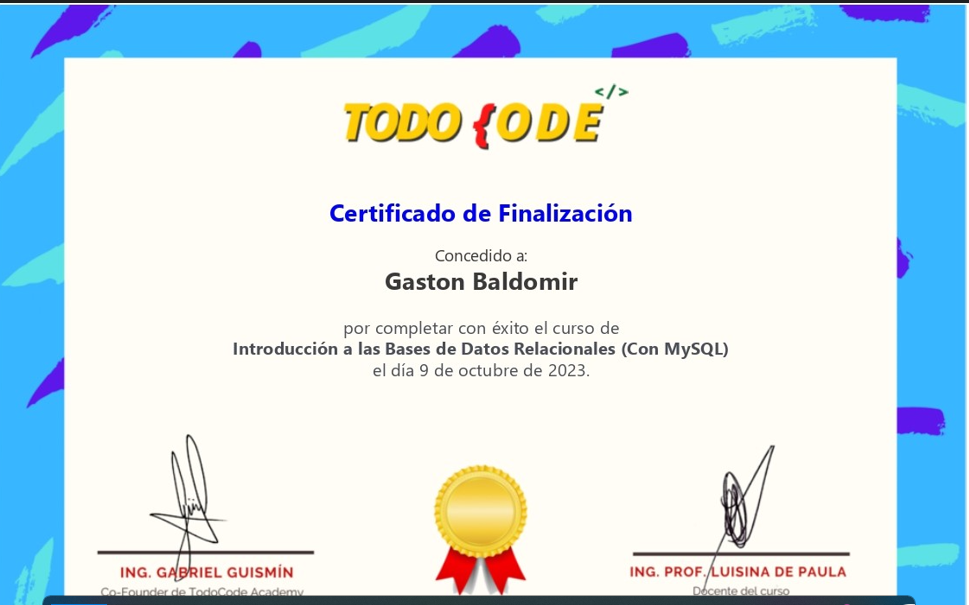 </>
TODO {ODE
Certificado de Finalización
Concedido a:
Gaston Baldomir
por completar con éxito el curso de
Introducción a las Bases de Datos Relacionales (Con MySQL)
el día 9 de octubre de 2023.
ING. GABRIEL GUISMÍN
Co-Founder de TodoCode Academy
ING. PROF. LUISINA DE PAULA
Docente del curso